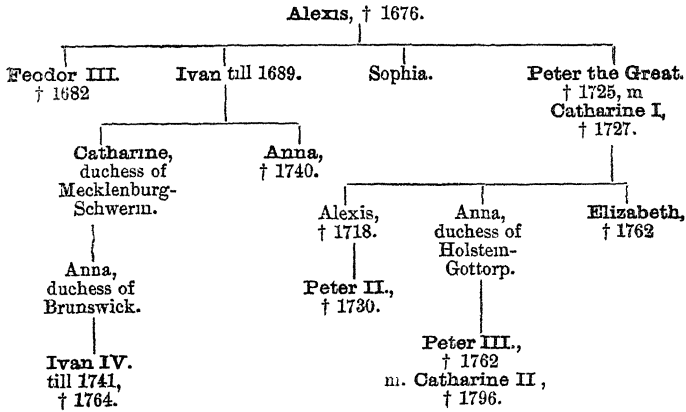 Alexis, † 1676.
Feodor III.
† 1682
Ivan till 1689.
Sophia.
Peter the Great.
† 1725, m
Catharine I,
† 1727.
Catharine,
duchess of
Mecklenburg-
Schwerin.
Anna,
† 1740.
Alexis,
† 1718.
Anna,
duchess of
Holstein-
Gottorp.
Elizabeth,
† 1762
Anna,
duchess of
Brunswick.
Peter II.,
† 1730.
Ivan IV.
till 1741,
† 1764.
Peter III.,
† 1762
m. Catharine II,
† 1796.